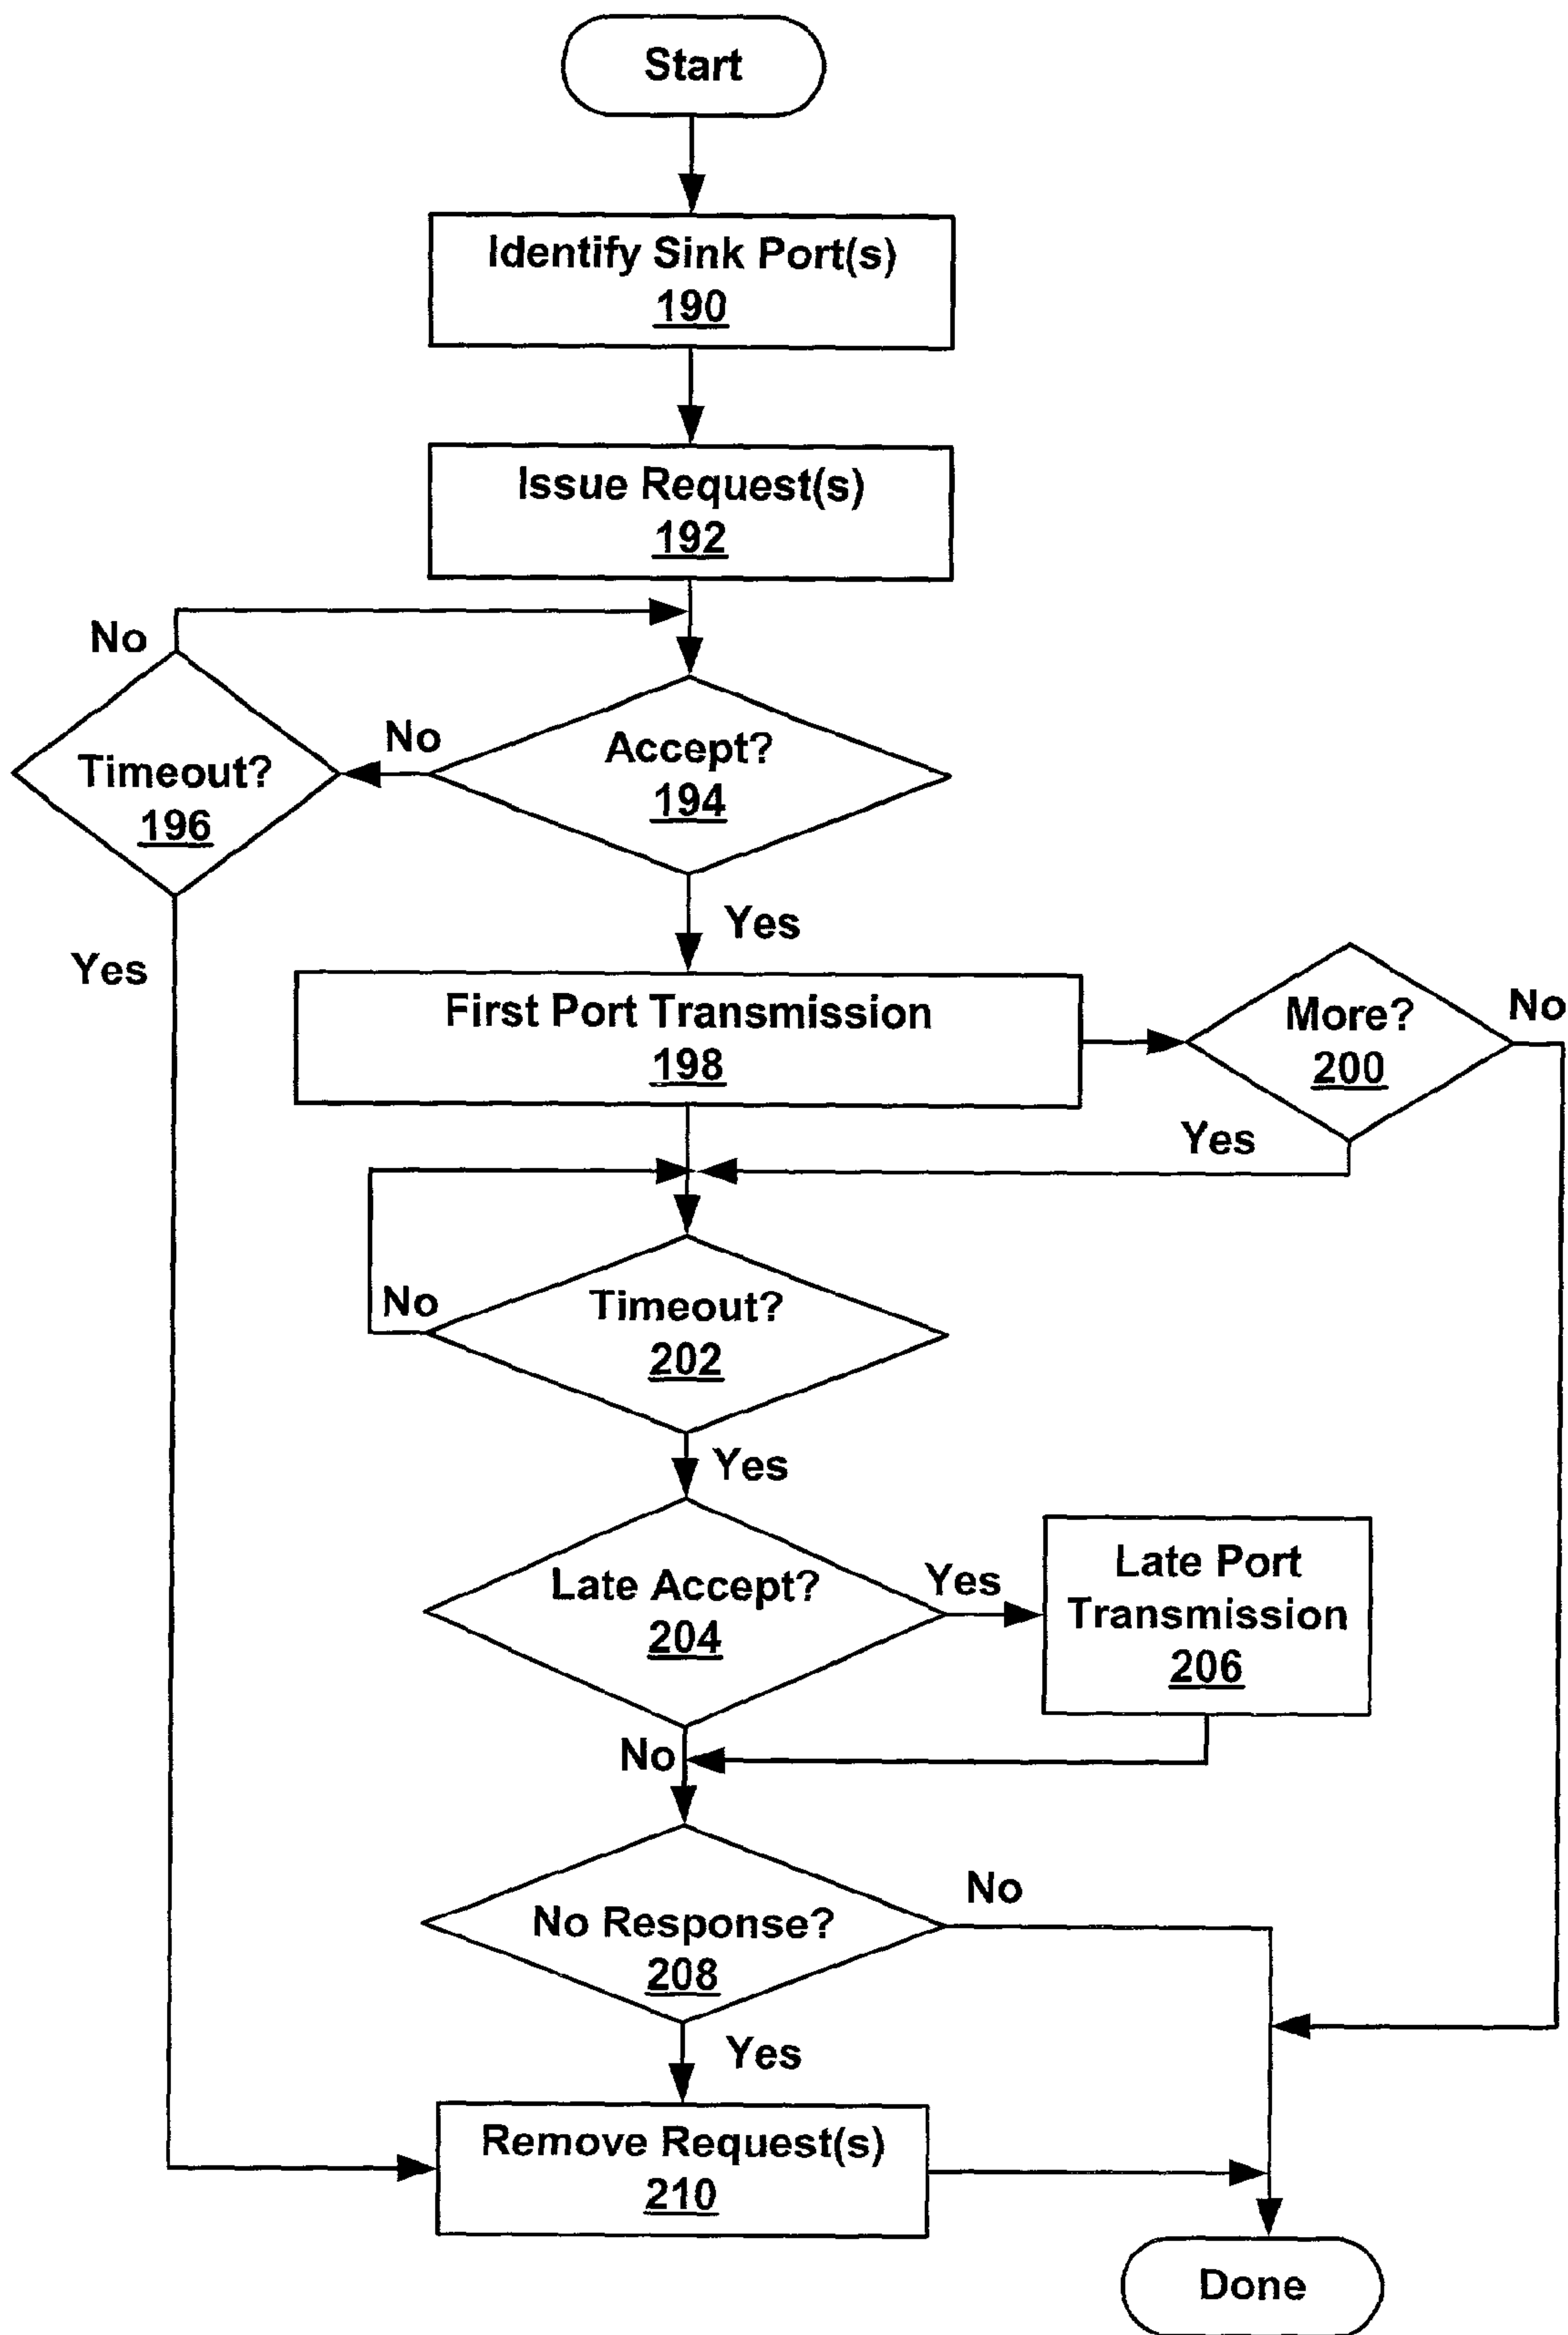 Start
Identify Sink Port(s)
190
Issue Request(s)
192
No
Timeout?
196
No
Accept?
194
Yes
Yes
First Port Transmission
198
More?
200
No
Yes
No
Timeout?
202
Yes
Late Accept?
204
Yes
Late Port
Transmission
206
No
No Response?
208
No
Yes
Remove Request(s)
210
Done